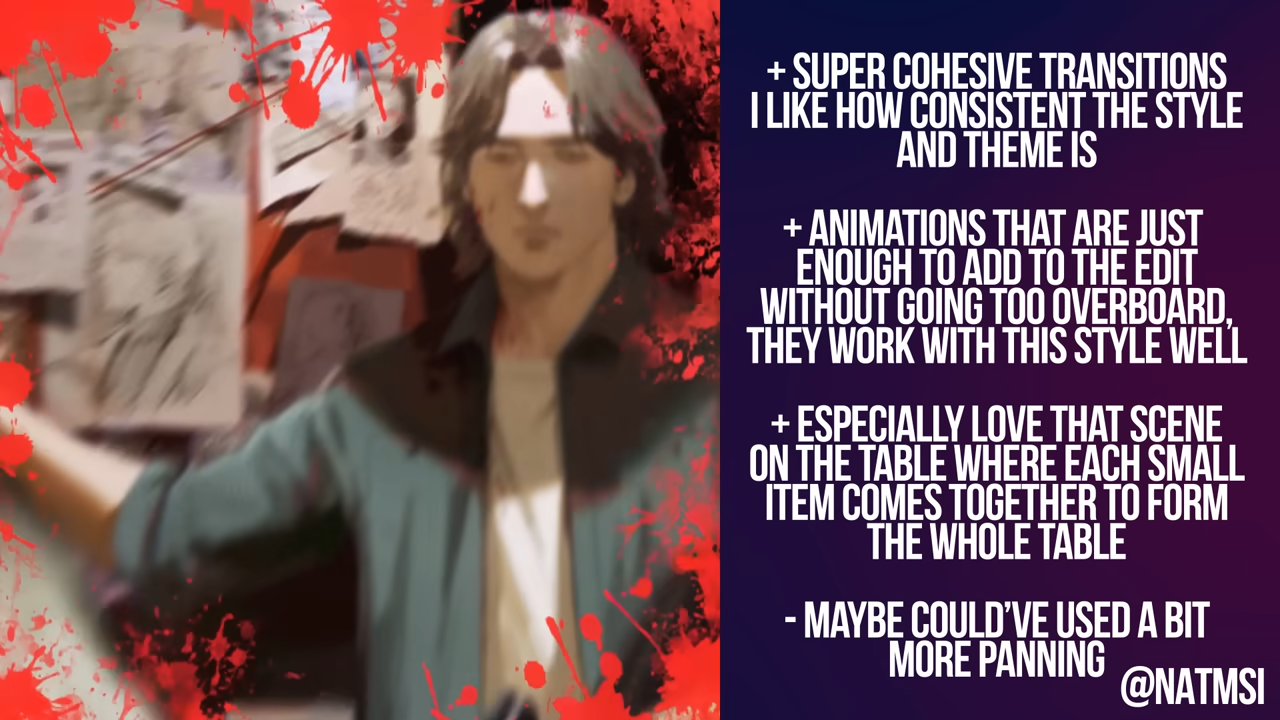 + SUPER COHESIVE TRANSITIONS
I LIKE HOW CONSISTENT THE STYLE
AND THEME IS
+ ANIMATIONS THAT ARE JUST
ENOUGH TO ADD TO THE EDIT
WITHOUT GOING TOO OVERBOARD,
THEY WORK WITH THIS STYLE WELL
+ ESPECIALLY LOVE THAT SCENE
ON THE TABLE WHERE EACH SMALL
ITEM COMES TOGETHER TO FORM
THE WHOLE TABLE
- MAYBE COULD'VE USED A BIT
MORE PANNING
@NATMSI